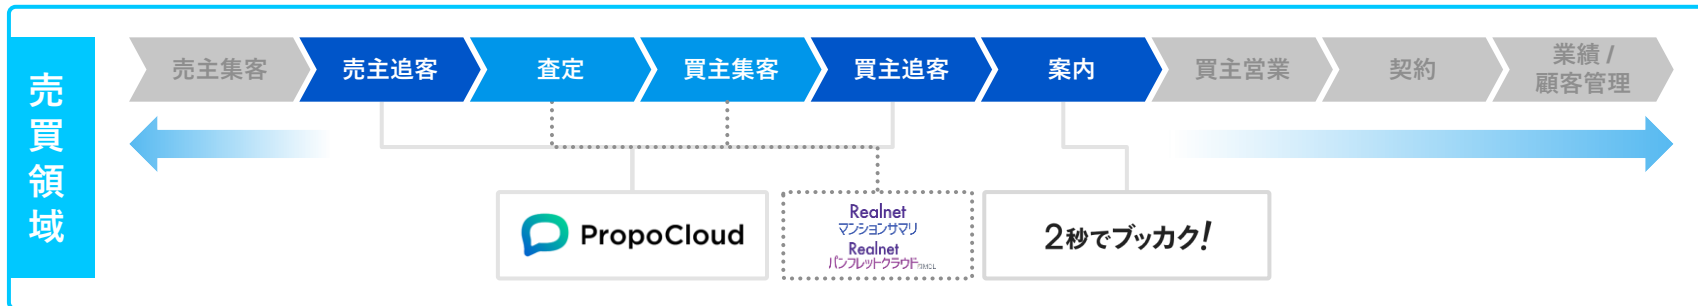 売買領域
売主集客
売主追客
査定
買主集客
買主追客
案内
買主営業
契約
業績 /
顧客管理
PropoCloud
Realnet
マンションサマリ
Realnet
パンフレットクラウド
2秒でブッカク!